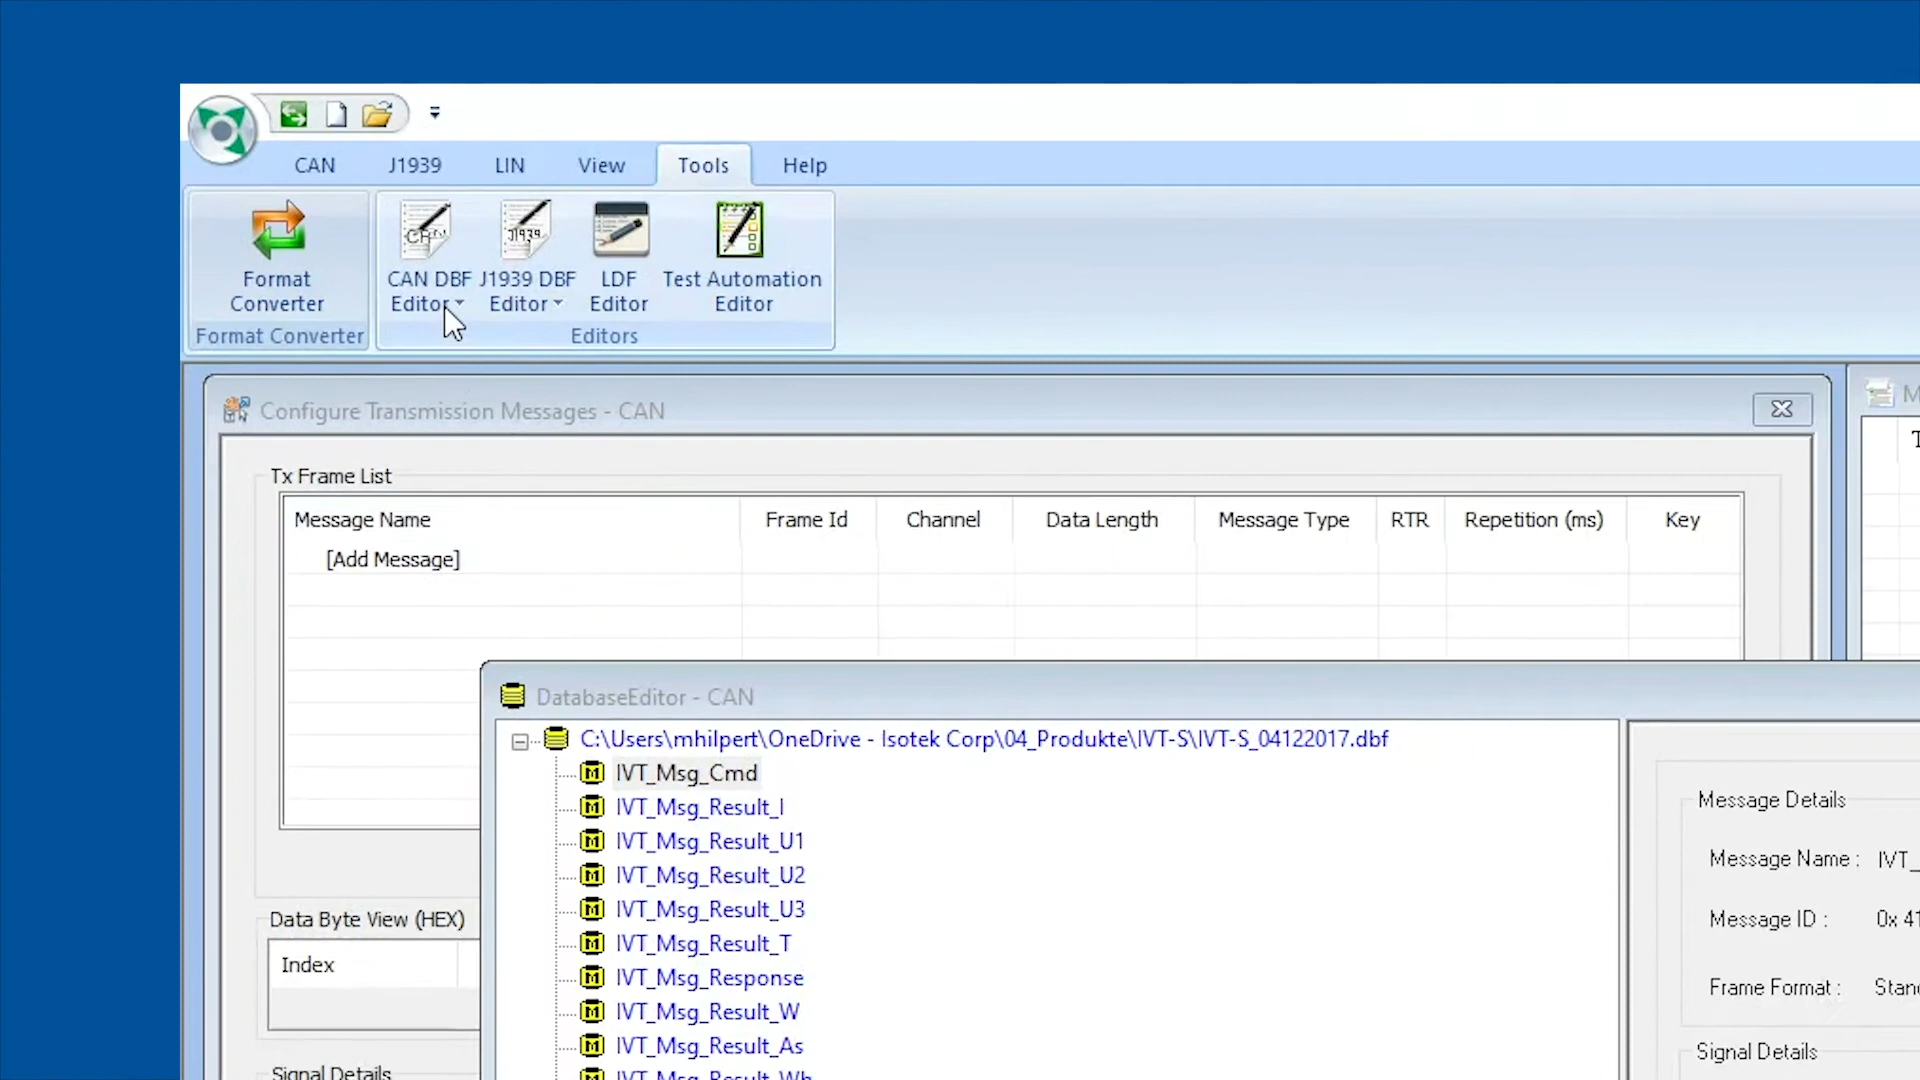 CAN J1939 LIN View Tools Help
Format Converter
CAN DBF Editor
J1939 DBF Editor
LDF Editor
Test Automation Editor
Format Converter
Editors
Configure Transmission Messages - CAN
Tx Frame List
Message Name Frame Id Channel Data Length Message Type RTR Repetition (ms) Key
[Add Message]
DatabaseEditor - CAN
C:\Users\mhilpert\OneDrive - Isotek Corp\04_Produkte\IVT-S\IVT-S_04122017.dbf
IVT_Msg_Cmd
IVT_Msg_Result_I
IVT_Msg_Result_U1
IVT_Msg_Result_U2
IVT_Msg_Result_U3
IVT_Msg_Result_T
IVT_Msg_Response
IVT_Msg_Result_W
IVT_Msg_Result_As
IVT_Msg_Result_Wh
Data Byte View (HEX)
Index
Signal Details
Message Details
Message Name : IVT_
Message ID : 0x 41
Frame Format : Stand
Signal Details